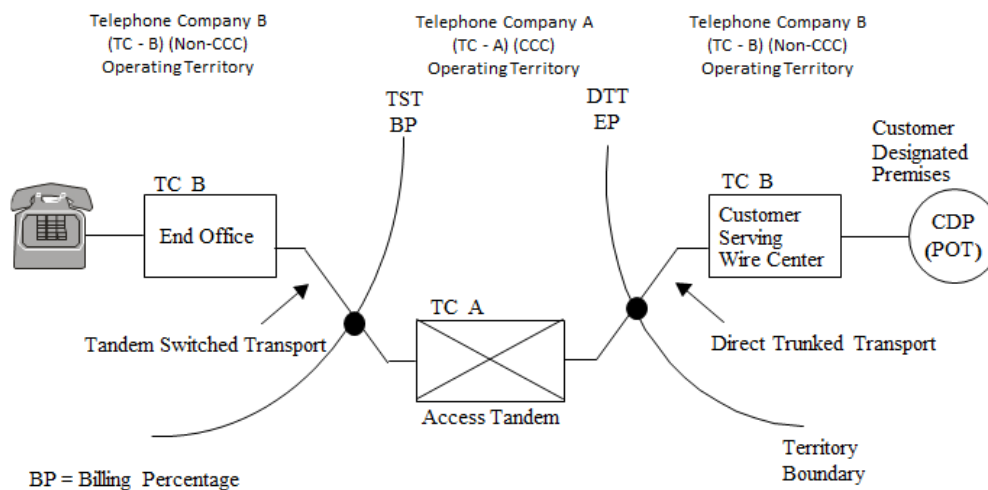 Telephone Company B
(TC - B) (Non-CCC)
Operating Territory
Telephone Company A
(TC - A) (CCC)
Operating Territory
Telephone Company B
(TC - B) (Non-CCC)
Operating Territory
TST
BP
DTT
EP
Customer
Designated
Premises
TC B
End Office
TC B
Customer
Serving
Wire Center
CDP
(POT)
Tandem Switched Transport
TC A
Access Tandem
Direct Trunked Transport
Territory
Boundary
BP = Billing Percentage